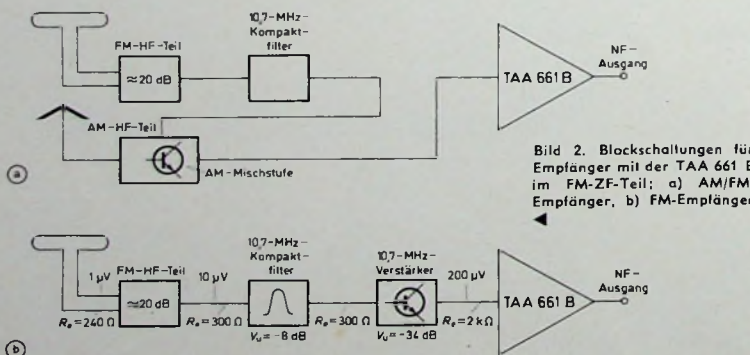 10,7-MHz-
Kompakt-
filter
FM-HF-Teil
≈20 dB
TAA 661 B
NF-
Ausgang
AM-HF-Teil
AM-Mischstufe
a
Bild 2. Blockschaltungen für
Empfänger mit der TAA 661 B
im FM-ZF-Teil; a) AM/FM-
Empfänger, b) FM-Empfänger
10,7-MHz-
Kompakt-
filter
10,7-MHz-
Verstärker
1 µV
FM-HF-Teil
10 µV
200 µV
NF-
Ausgang
≈20 dB
TAA 661 B
Re=240 Ω
Re=300 Ω
Vu=-8 dB
Re=300 Ω
Vu=-34 dB
Re=2 kΩ
b